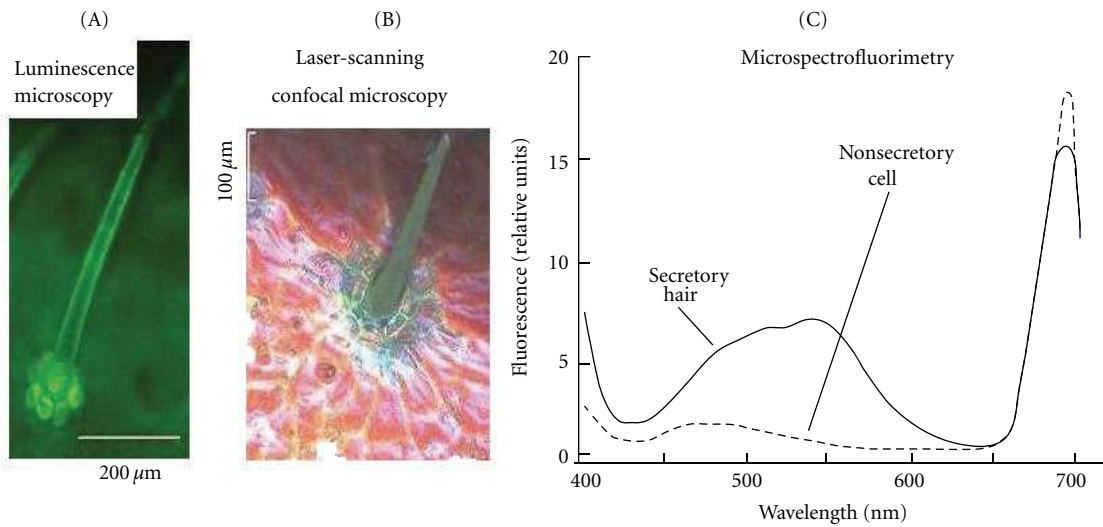 (A)
Luminescence
microscopy
200 µm
(B)
Laser-scanning
confocal microscopy
100 µm
(C)
Microspectrofluorimetry
Fluorescence (relative units)
20
15
10
5
0
Nonsecretory
cell
Secretory
hair
400
500
600
700
Wavelength (nm)